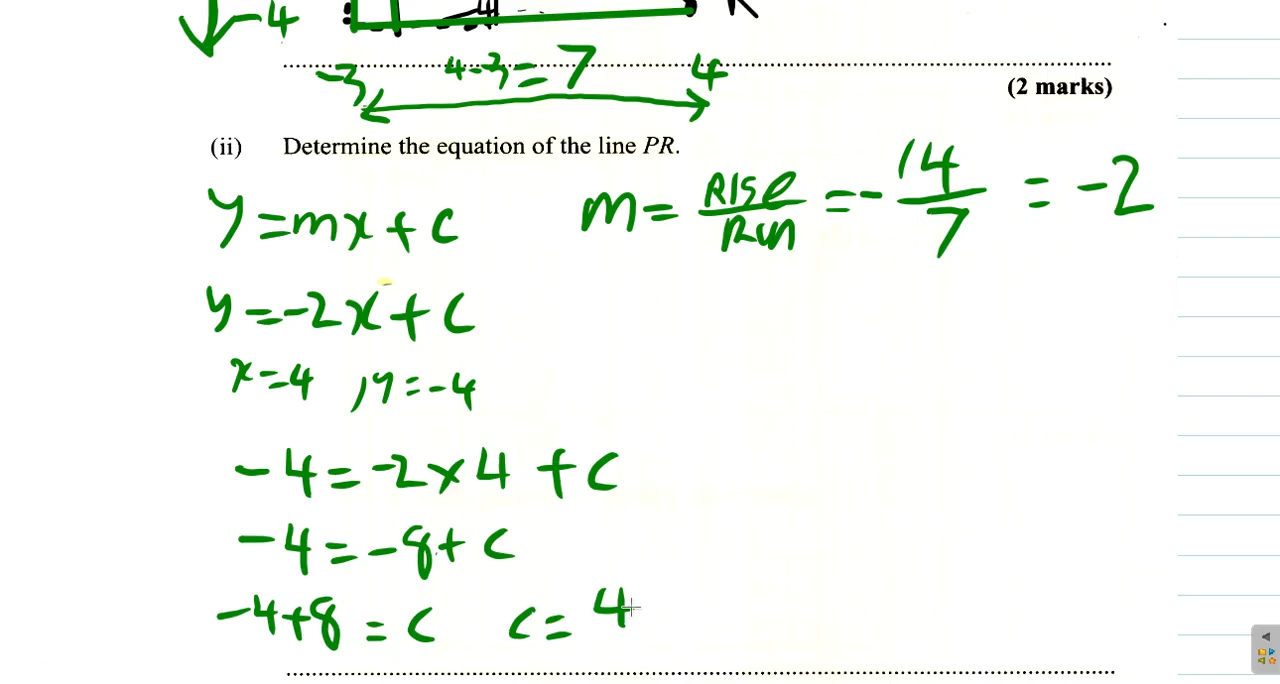 -4
-3 4--3=7 4
(2 marks)
(ii) Determine the equation of the line PR.
y=mx+c m=Rise/Run=-14/7=-2
y=-2x+c
x=4 , y=-4
-4=-2×4+c
-4=-8+c
-4+8=c c=4